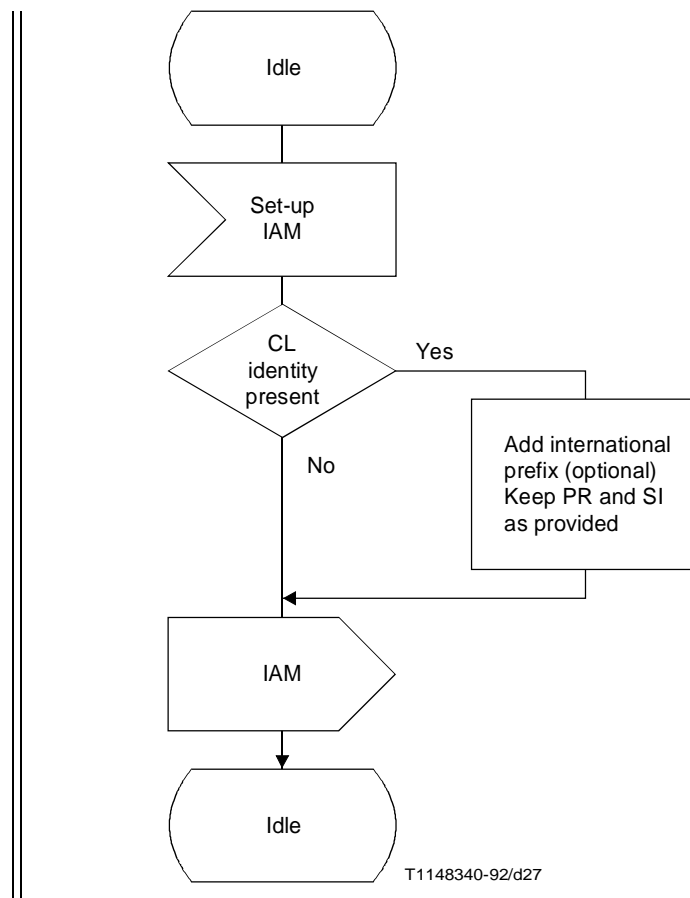 Idle
Set-up
IAM
CL
identity
present
Yes
Add international
prefix (optional)
Keep PR and SI
as provided
No
IAM
Idle
T1148340-92/d27